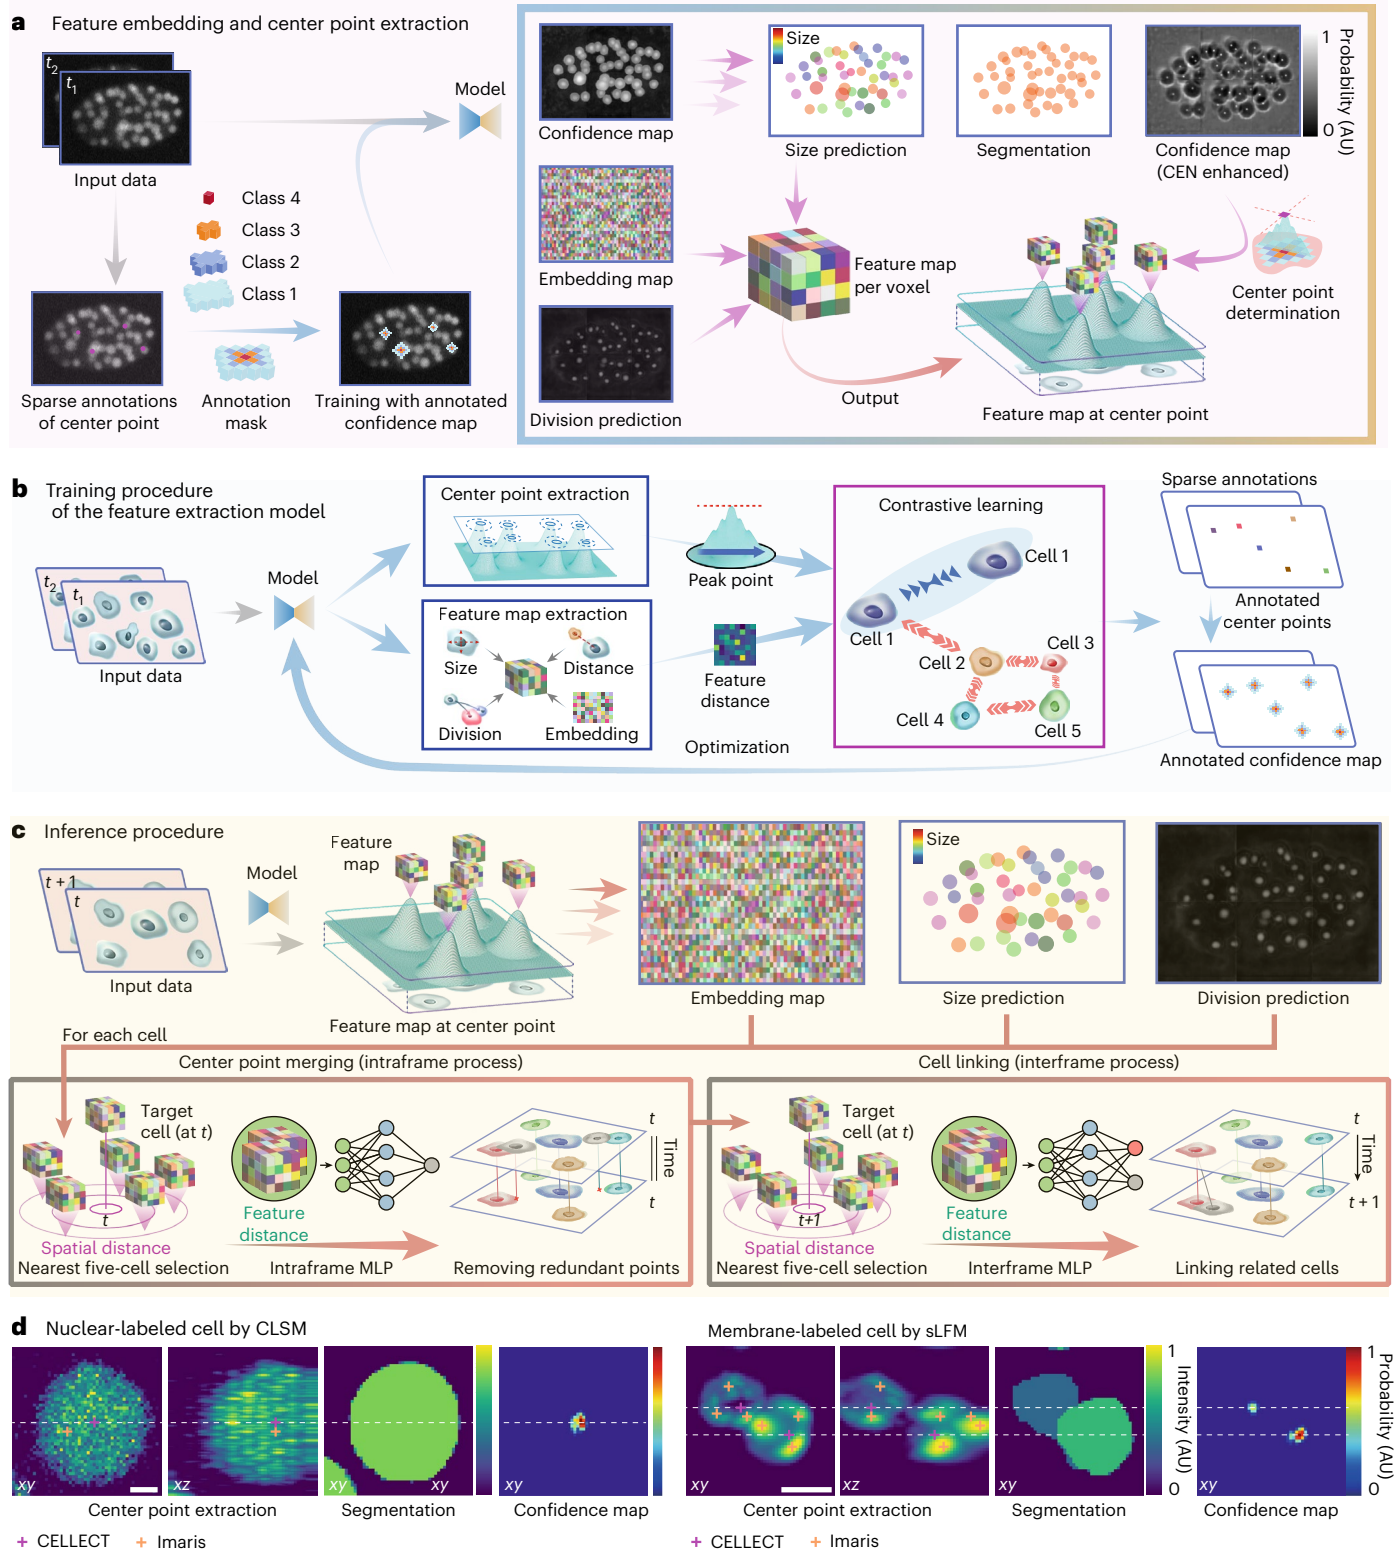 a Feature embedding and center point extraction
t2
t1
Input data
Model
Class 4
Class 3
Class 2
Class 1
Sparse annotations
of center point
Annotation
mask
Training with annotated
confidence map
Confidence map
Embedding map
Division prediction
Size
Size prediction
Segmentation
Confidence map
(CEN enhanced)
1
0
Probability (AU)
Feature map
per voxel
Output
Center point
determination
Feature map at center point
b Training procedure
of the feature extraction model
t2
t1
Input data
Model
Center point extraction
Feature map extraction
Size
Distance
Division
Embedding
Peak point
Feature
distance
Optimization
Contrastive learning
Cell 1
Cell 1
Cell 2
Cell 3
Cell 4
Cell 5
Sparse annotations
Annotated
center points
Annotated confidence map
c Inference procedure
t + 1
t
Input data
Model
Feature
map
Feature map at center point
Embedding map
Size
Size prediction
Division prediction
For each cell
Center point merging (intraframe process)
Cell linking (interframe process)
Target
cell (at t)
t
Spatial distance
Nearest five-cell selection
Feature
distance
Intraframe MLP
t
Time
t
Removing redundant points
Target
cell (at t)
t+1
Spatial distance
Nearest five-cell selection
Feature
distance
Interframe MLP
t
Time
t + 1
Linking related cells
d Nuclear-labeled cell by CLSM
Membrane-labeled cell by sLFM
xy
xz
xy
xy
Center point extraction
Segmentation
Confidence map
+ CELLECT + Imaris
xy
xz
xy
1
0
Intensity (AU)
xy
1
0
Probability (AU)
Center point extraction
Segmentation
Confidence map
+ CELLECT + Imaris